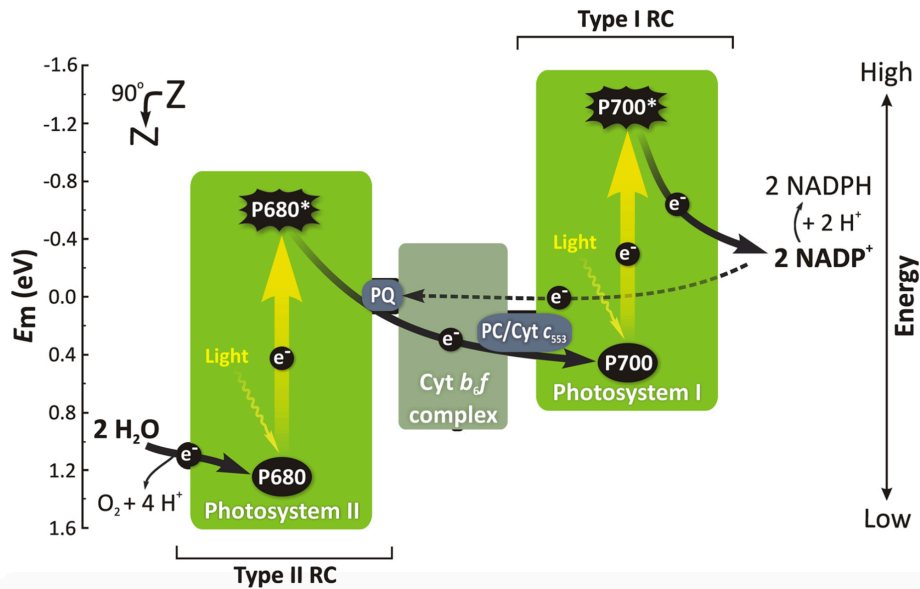 Type I RC
-1.6
-1.2
-0.8
-0.4
0.0
0.4
0.8
1.2
1.6
Em (eV)
90° Z
Z
P680*
Light
e⁻
2 H₂O
e⁻
O₂ + 4 H⁺
P680
Photosystem II
Type II RC
PQ
e⁻
Cyt b₆f
complex
PC/Cyt c₅₅₃
e⁻
P700*
e⁻
Light
e⁻
P700
Photosystem I
2 NADPH
+ 2 H⁺
2 NADP⁺
High
Energy
Low